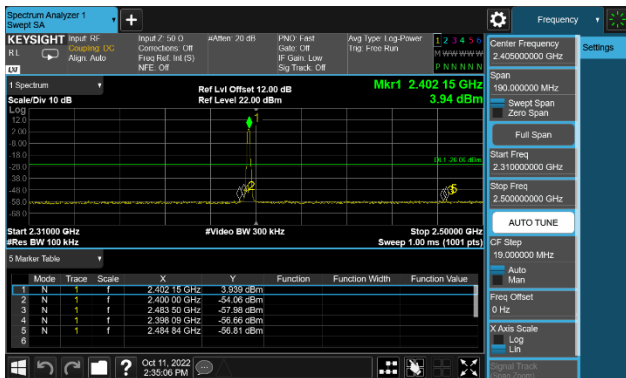 Spectrum Analyzer 1
Swept SA
Frequency
KEYSIGHT Input: RF Input Z: 50 Ω #Atten: 20 dB PNO: Fast Avg Type: Log-Power 1 2 3 4 5 6
RL Coupling: DC Corrections: Off Gate: Off Trig: Free Run M W W W W W
Align: Auto Freq Ref: Int (S) IF Gain: Low
LXI NFE: Off Sig Track: Off P N N N N N
Center Frequency
2.405000000 GHz
Settings
Span
190.000000 MHz
Swept Span
Zero Span
Full Span
Start Freq
2.310000000 GHz
Stop Freq
2.500000000 GHz
AUTO TUNE
CF Step
19.000000 MHz
Auto
Man
Freq Offset
0 Hz
X Axis Scale
Log
Lin
Signal Track
(Span Zoom)
1 Spectrum Ref Lvl Offset 12.00 dB Mkr1 2.402 15 GHz
Scale/Div 10 dB Ref Level 22.00 dBm 3.94 dBm
Log
12.0
2.00
-8.00
-18.0
-28.0
-38.0
-48.0
-58.0
-68.0
1
DL1 -26.06 dBm
Start 2.31000 GHz #Video BW 300 kHz Stop 2.50000 GHz
#Res BW 100 kHz Sweep 1.00 ms (1001 pts)
5 Marker Table
Mode Trace Scale X Y Function Function Width Function Value
1 N 1 f 2.402 15 GHz 3.939 dBm
2 N 1 f 2.400 00 GHz -54.06 dBm
3 N 1 f 2.483 50 GHz -57.98 dBm
4 N 1 f 2.398 09 GHz -56.66 dBm
5 N 1 f 2.484 84 GHz -56.81 dBm
6
? Oct 11, 2022
2:35:06 PM